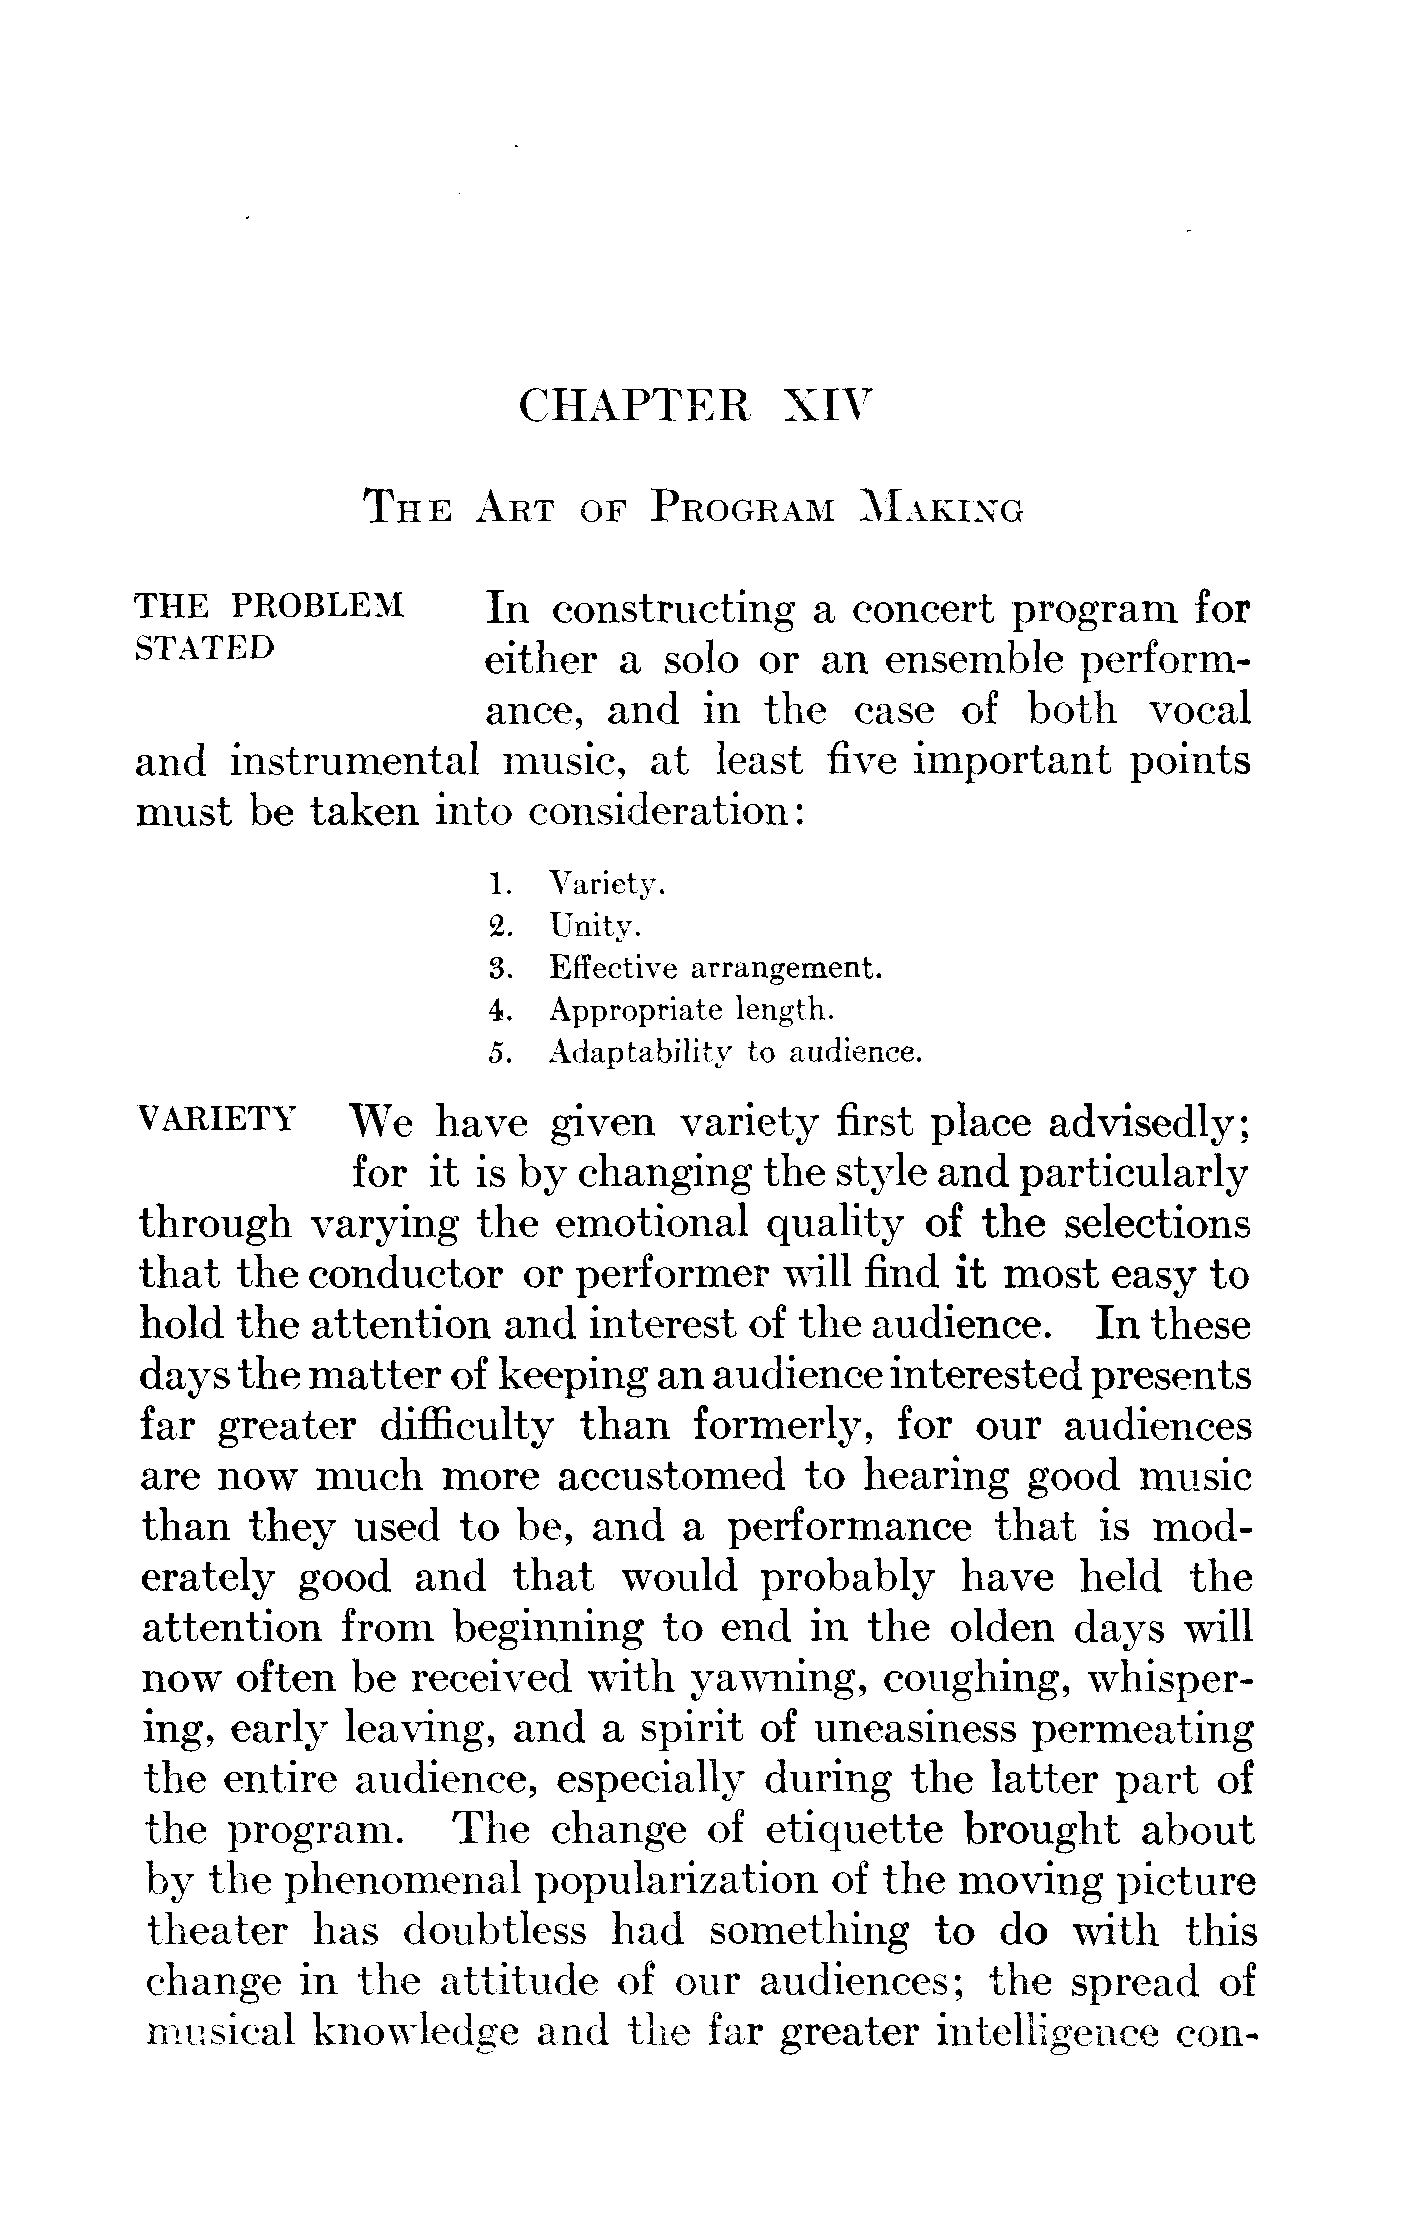 CHAPTER XIV
THE ART OF PROGRAM MAKING
THE PROBLEM STATED
In constructing a concert program for
either a solo or an ensemble perform-
ance, and in the case of both vocal
and instrumental music, at least five important points
must be taken into consideration:
1. Variety.
2. Unity.
3. Effective arrangement.
4. Appropriate length.
5. Adaptability to audience.
VARIETY We have given variety first place advisedly;
for it is by changing the style and particularly
through varying the emotional quality of the selections
that the conductor or performer will find it most easy to
hold the attention and interest of the audience. In these
days the matter of keeping an audience interested presents
far greater difficulty than formerly, for our audiences
are now much more accustomed to hearing good music
than they used to be, and a performance that is mod-
erately good and that would probably have held the
attention from beginning to end in the olden days will
now often be received with yawning, coughing, whisper-
ing, early leaving, and a spirit of uneasiness permeating
the entire audience, especially during the latter part of
the program. The change of etiquette brought about
by the phenomenal popularization of the moving picture
theater has doubtless had something to do with this
change in the attitude of our audiences; the spread of
musical knowledge and the far greater intelligence con-